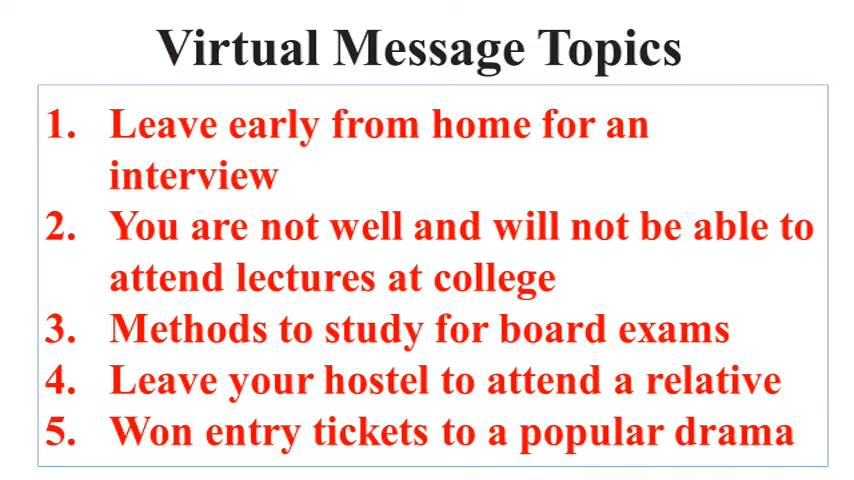 Virtual Message Topics
1. Leave early from home for an
interview
2. You are not well and will not be able to
attend lectures at college
3. Methods to study for board exams
4. Leave your hostel to attend a relative
5. Won entry tickets to a popular drama